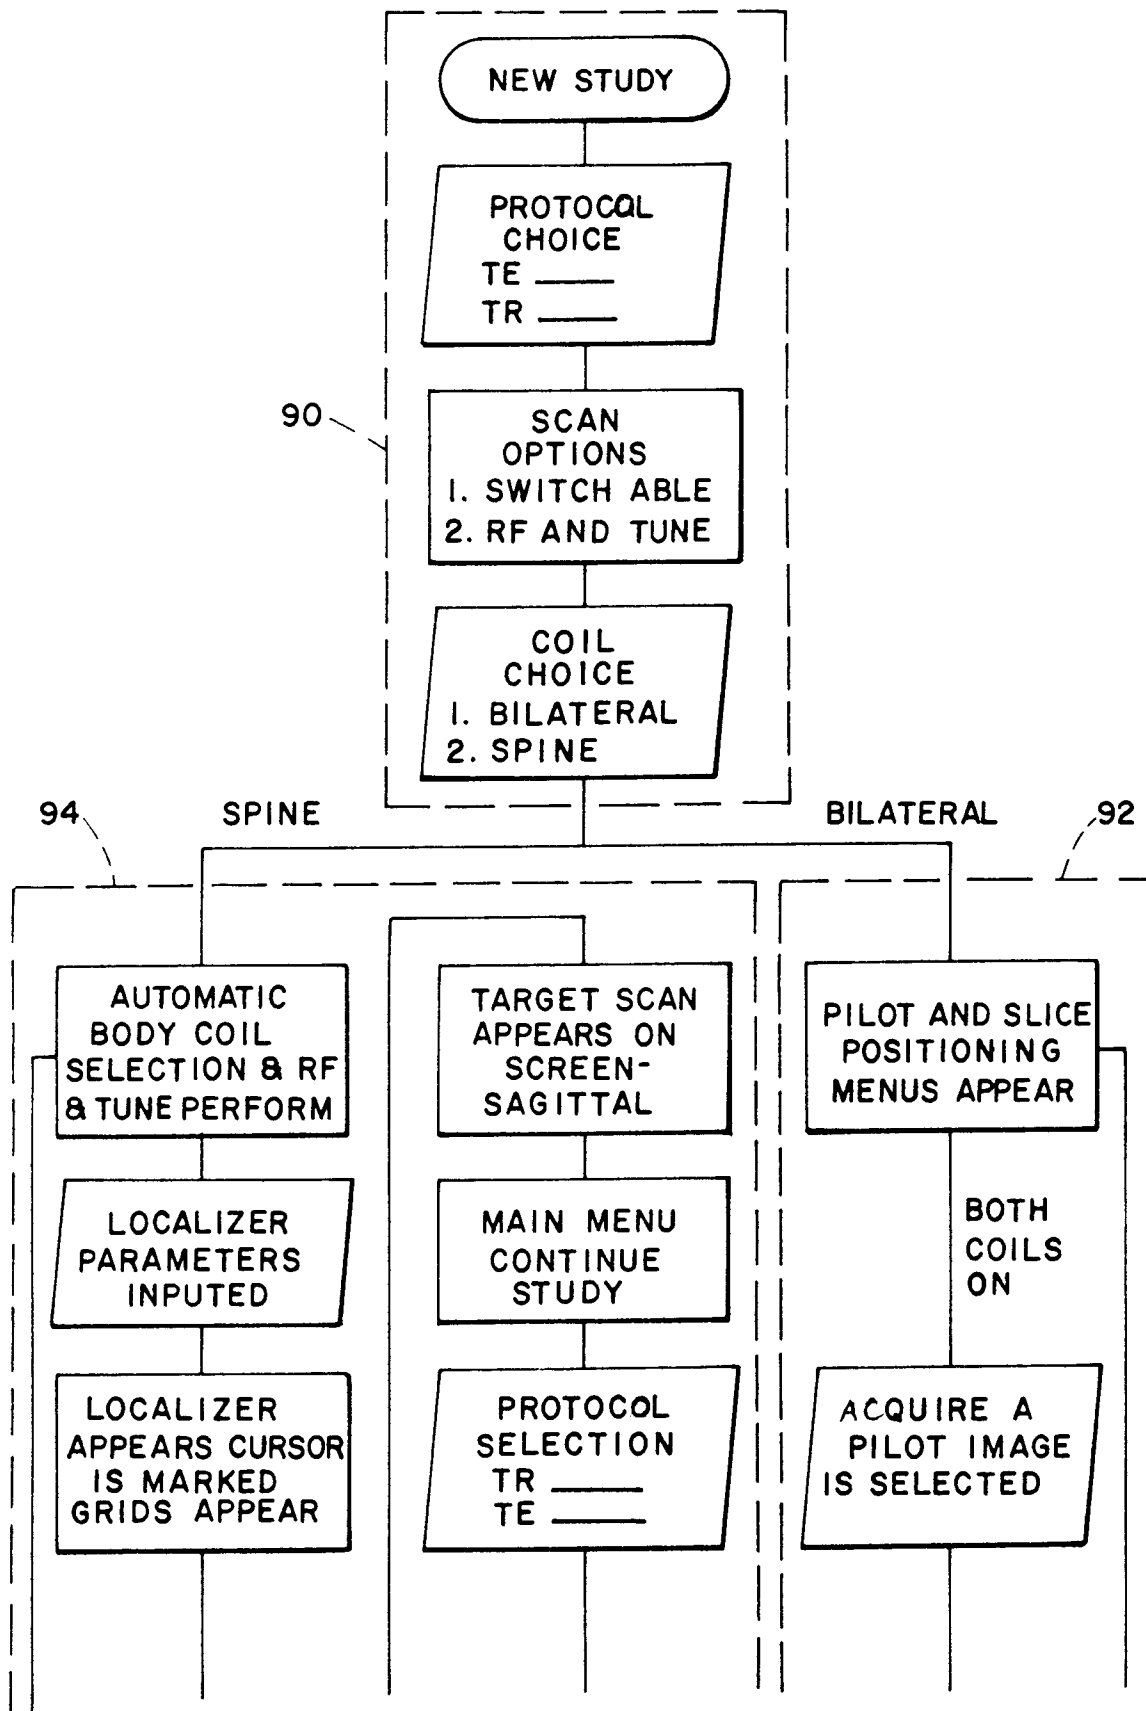 NEW STUDY
PROTOCOL
CHOICE
TE
TR
90
SCAN
OPTIONS
1. SWITCH ABLE
2. RF AND TUNE
COIL
CHOICE
1. BILATERAL
2. SPINE
94
SPINE
BILATERAL
92
AUTOMATIC
BODY COIL
SELECTION & RF
& TUNE PERFORM
LOCALIZER
PARAMETERS
INPUTED
LOCALIZER
APPEARS CURSOR
IS MARKED
GRIDS APPEAR
TARGET SCAN
APPEARS ON
SCREEN-
SAGITTAL
MAIN MENU
CONTINUE
STUDY
PROTOCOL
SELECTION
TR
TE
PILOT AND SLICE
POSITIONING
MENUS APPEAR
BOTH
COILS
ON
ACQUIRE A
PILOT IMAGE
IS SELECTED